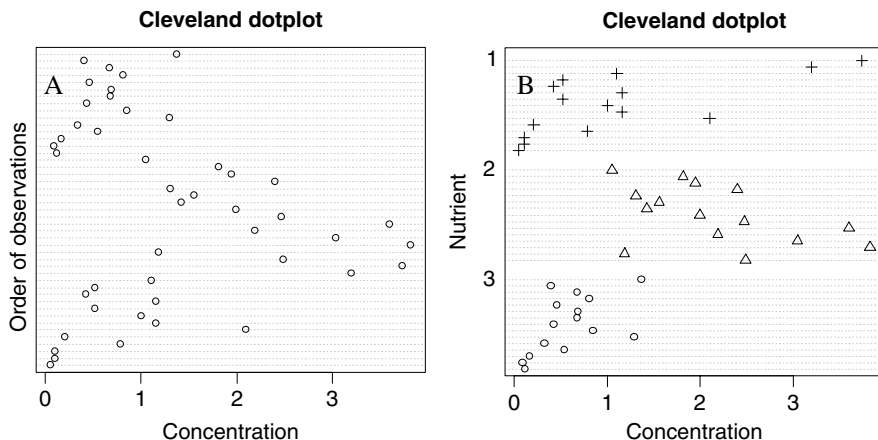 Cleveland dotplot
A
Order of observations
0 1 2 3
Concentration
Cleveland dotplot
B
Nutrient
1
2
3
0 1 2 3
Concentration